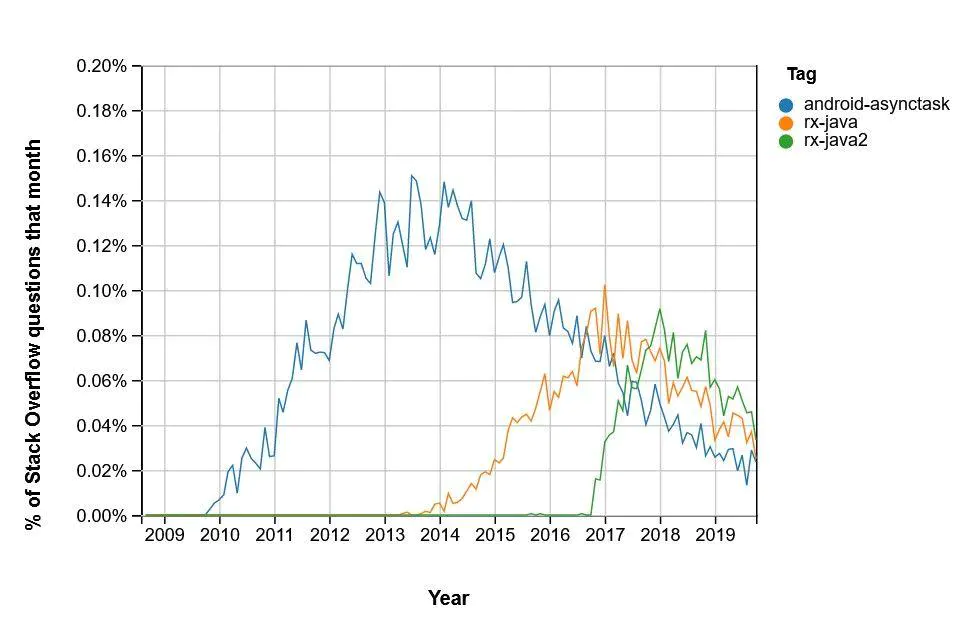 Tag
android-asynctask
rx-java
rx-java2
% of Stack Overflow questions that month
0.20%
0.18%
0.16%
0.14%
0.12%
0.10%
0.08%
0.06%
0.04%
0.02%
0.00%
2009 2010 2011 2012 2013 2014 2015 2016 2017 2018 2019
Year